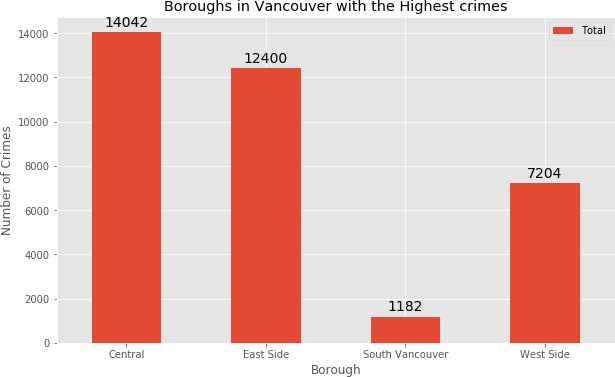 Boroughs in Vancouver with the Highest crimes
Total
14042
12400
1182
7204
14000
12000
10000
8000
6000
4000
2000
0
Number of Crimes
Central East Side South Vancouver West Side
Borough